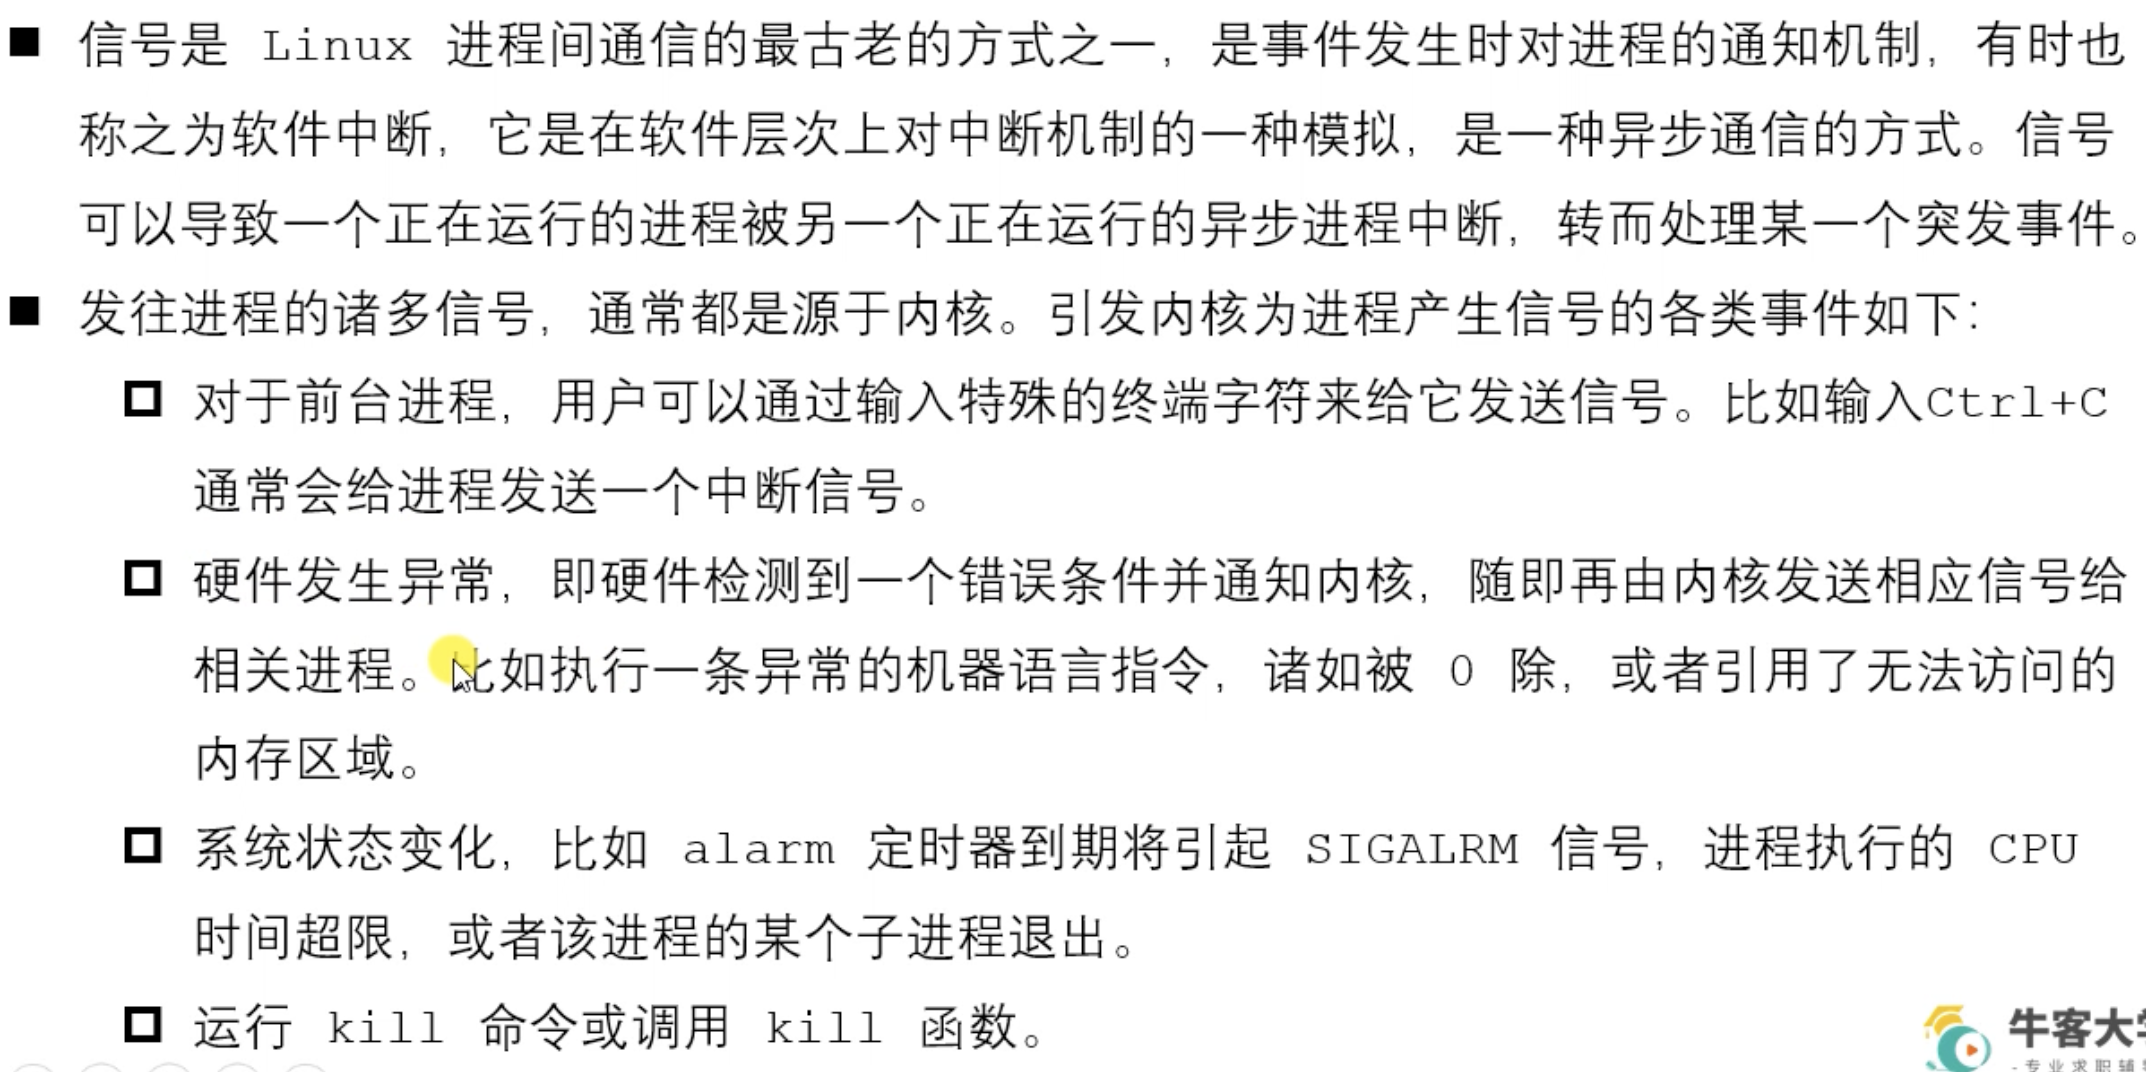 ■ 信号是 Linux 进程间通信的最古老的方式之一，是事件发生时对进程的通知机制，有时也
称之为软件中断，它是在软件层次上对中断机制的一种模拟，是一种异步通信的方式。信号
可以导致一个正在运行的进程被另一个正在运行的异步进程中断，转而处理某一个突发事件。
■ 发往进程的诸多信号，通常都是源于内核。引发内核为进程产生信号的各类事件如下：
□ 对于前台进程，用户可以通过输入特殊的终端字符来给它发送信号。比如输入Ctrl+C
通常会给进程发送一个中断信号。
□ 硬件发生异常，即硬件检测到一个错误条件并通知内核，随即再由内核发送相应信号给
相关进程。比如执行一条异常的机器语言指令，诸如被 0 除，或者引用了无法访问的
内存区域。
□ 系统状态变化，比如 alarm 定时器到期将引起 SIGALRM 信号，进程执行的 CPU
时间超限，或者该进程的某个子进程退出。
□ 运行 kill 命令或调用 kill 函数。
牛客大学
-专业求职辅